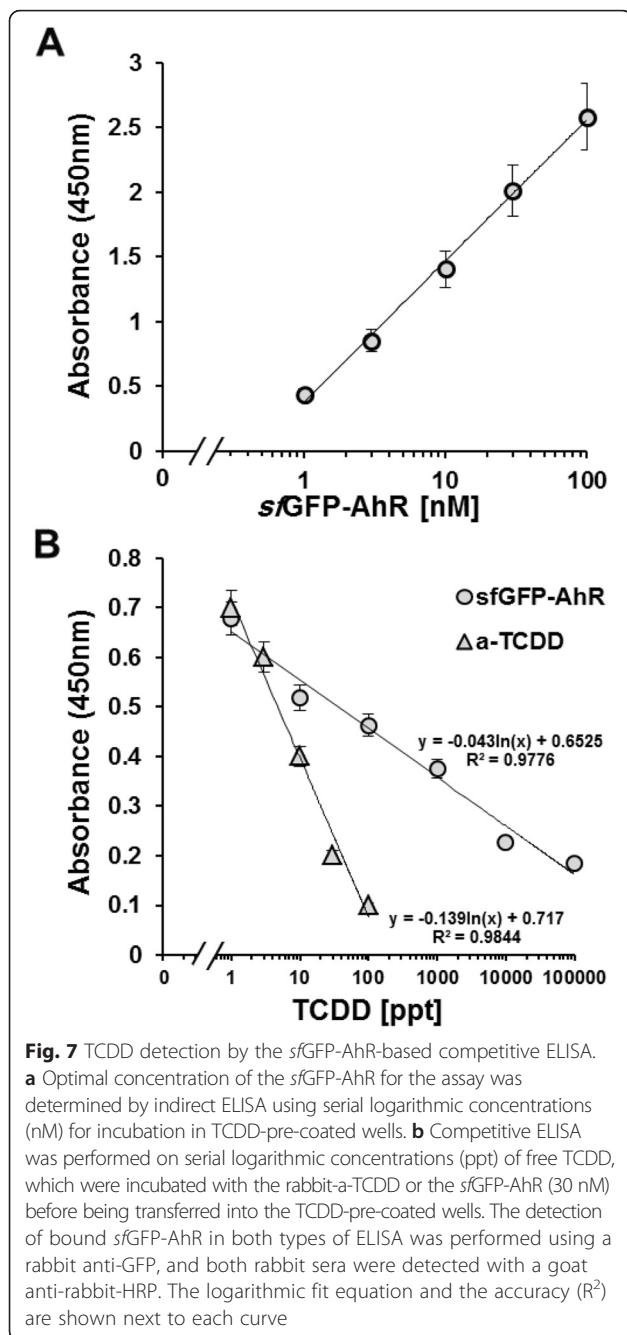 A
3
2.5
2
1.5
1
0.5
0
Absorbance (450nm)
0 1 10 100
sfGFP-AhR [nM]
B
0.8
0.7
0.6
0.5
0.4
0.3
0.2
0.1
0
Absorbance (450nm)
sfGFP-AhR
a-TCDD
y = -0.043ln(x) + 0.6525
R² = 0.9776
y = -0.139ln(x) + 0.717
R² = 0.9844
0 1 10 100 1000 10000 100000
TCDD [ppt]
Fig. 7 TCDD detection by the sfGFP-AhR-based competitive ELISA.
a Optimal concentration of the sfGFP-AhR for the assay was
determined by indirect ELISA using serial logarithmic concentrations
(nM) for incubation in TCDD-pre-coated wells. b Competitive ELISA
was performed on serial logarithmic concentrations (ppt) of free TCDD,
which were incubated with the rabbit-a-TCDD or the sfGFP-AhR (30 nM)
before being transferred into the TCDD-pre-coated wells. The detection
of bound sfGFP-AhR in both types of ELISA was performed using a
rabbit anti-GFP, and both rabbit sera were detected with a goat
anti-rabbit-HRP. The logarithmic fit equation and the accuracy (R²)
are shown next to each curve